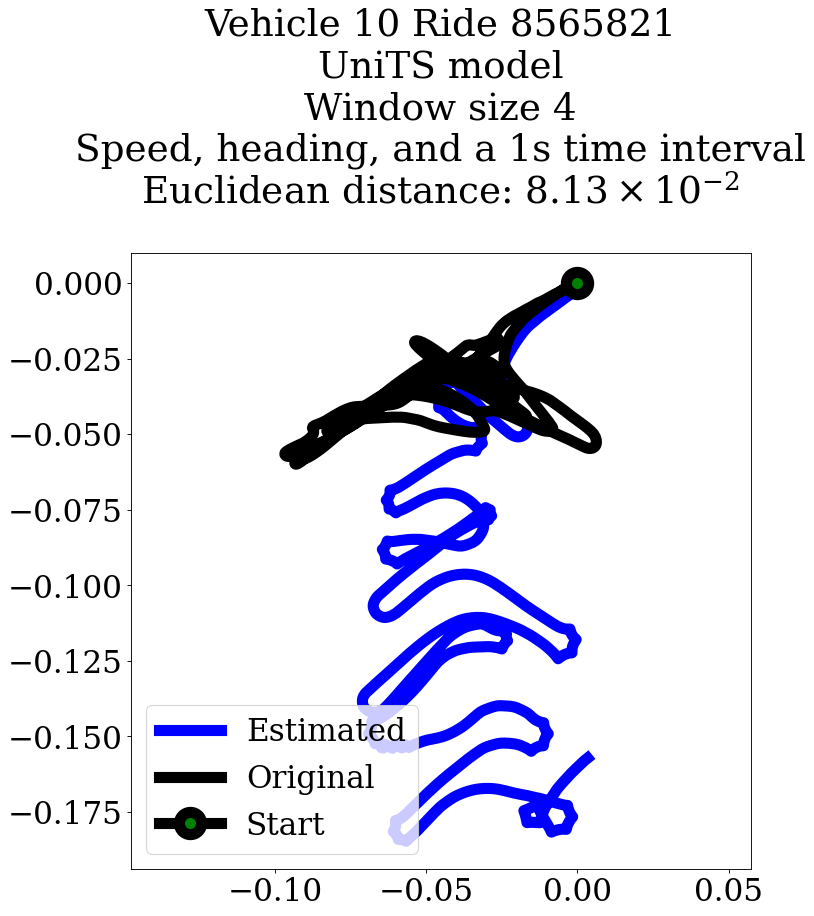 Vehicle 10 Ride 8565821
UniTS model
Window size 4
Speed, heading, and a 1s time interval
Euclidean distance: 8.13 × 10⁻²
0.000
−0.025
−0.050
−0.075
−0.100
−0.125
−0.150
−0.175
Estimated
Original
Start
−0.10
−0.05
0.00
0.05